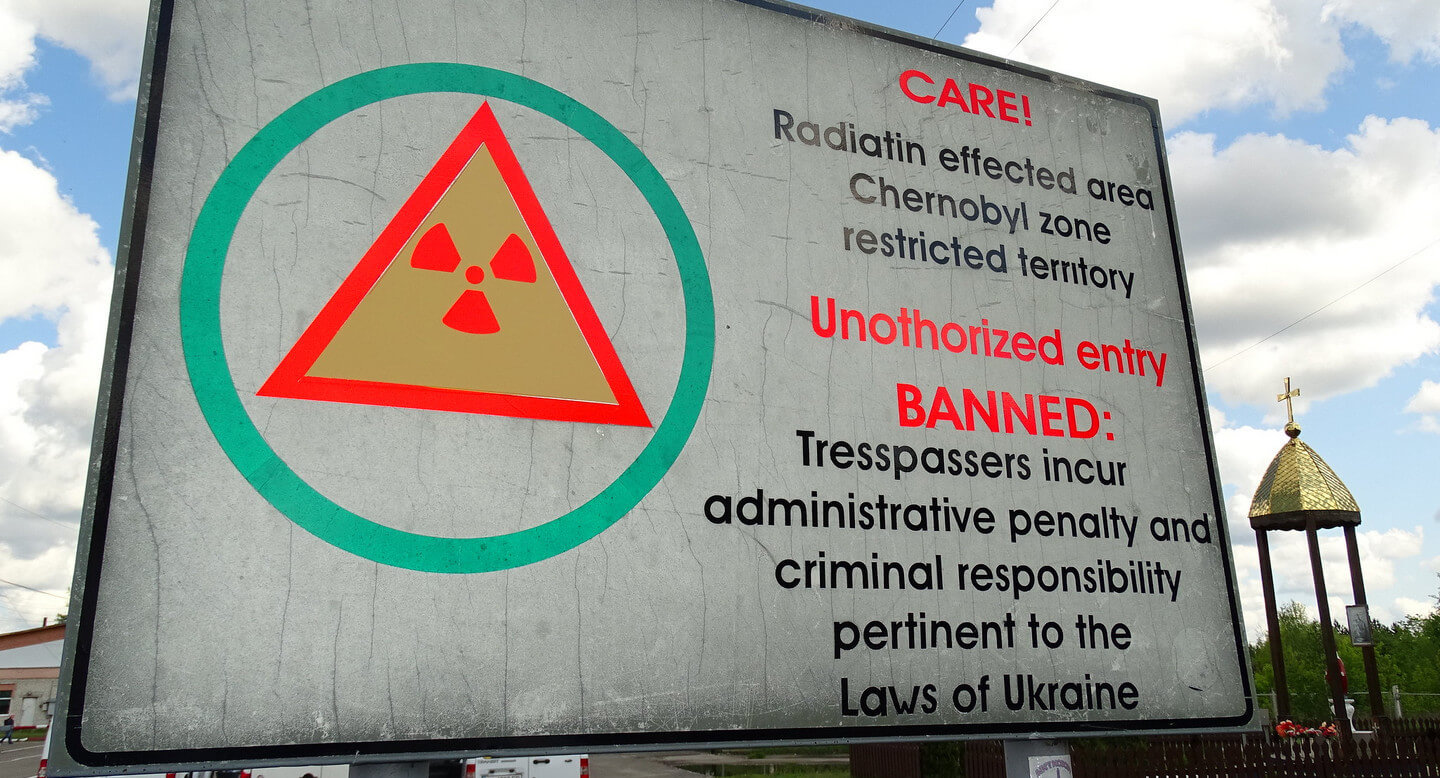 CARE!
Radiatin effected area
Chernobyl zone
restricted territory
Unothorized entry
BANNED:
Tresspassers incur
administrative penalty and
criminal responsibility
pertinent to the
Laws of Ukraine